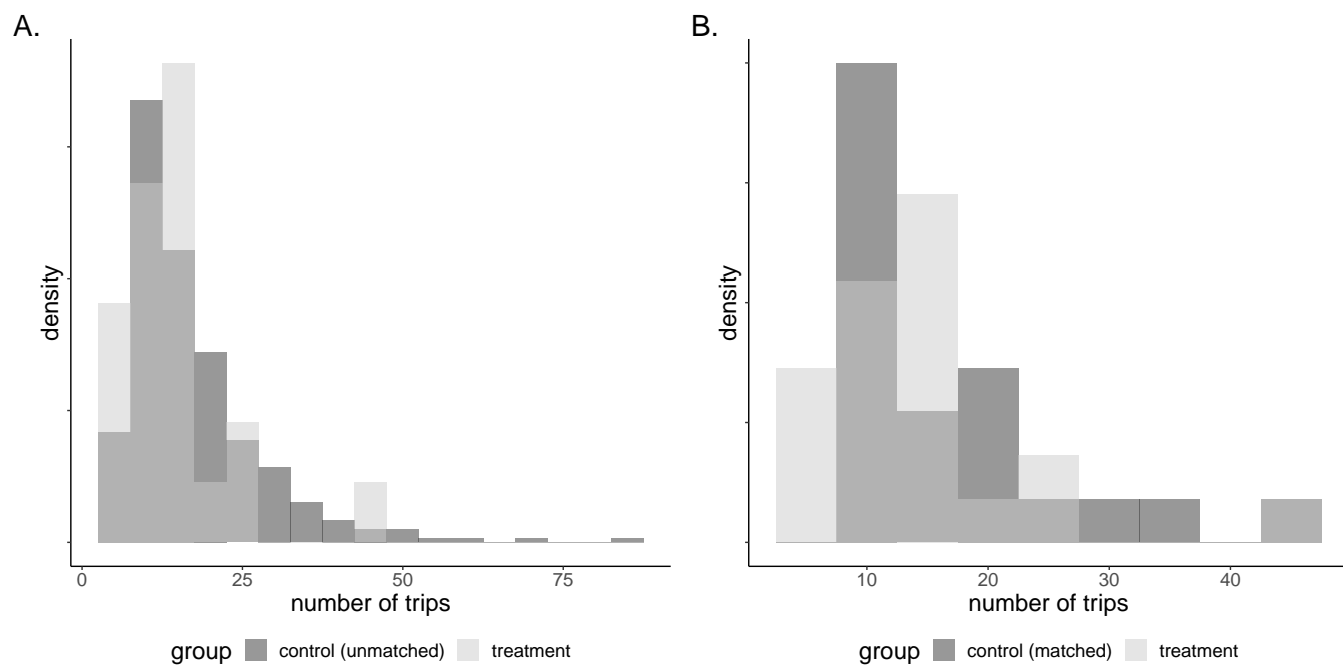 A.
density
0 25 50 75
number of trips
group control (unmatched) treatment
B.
density
10 20 30 40
number of trips
group control (matched) treatment